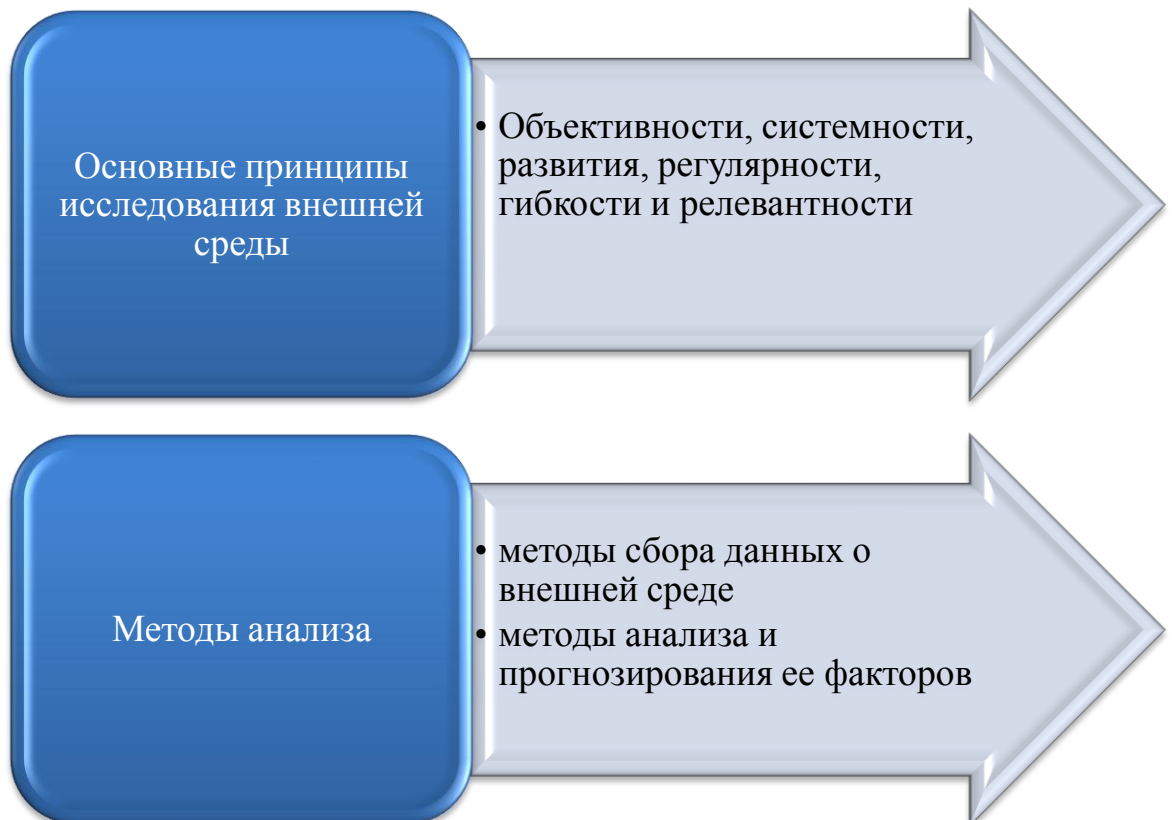 Основные принципы
исследования внешней
среды
• Объективности, системности,
развития, регулярности,
гибкости и релевантности
Методы анализа
• методы сбора данных о
внешней среде
• методы анализа и
прогнозирования ее факторов